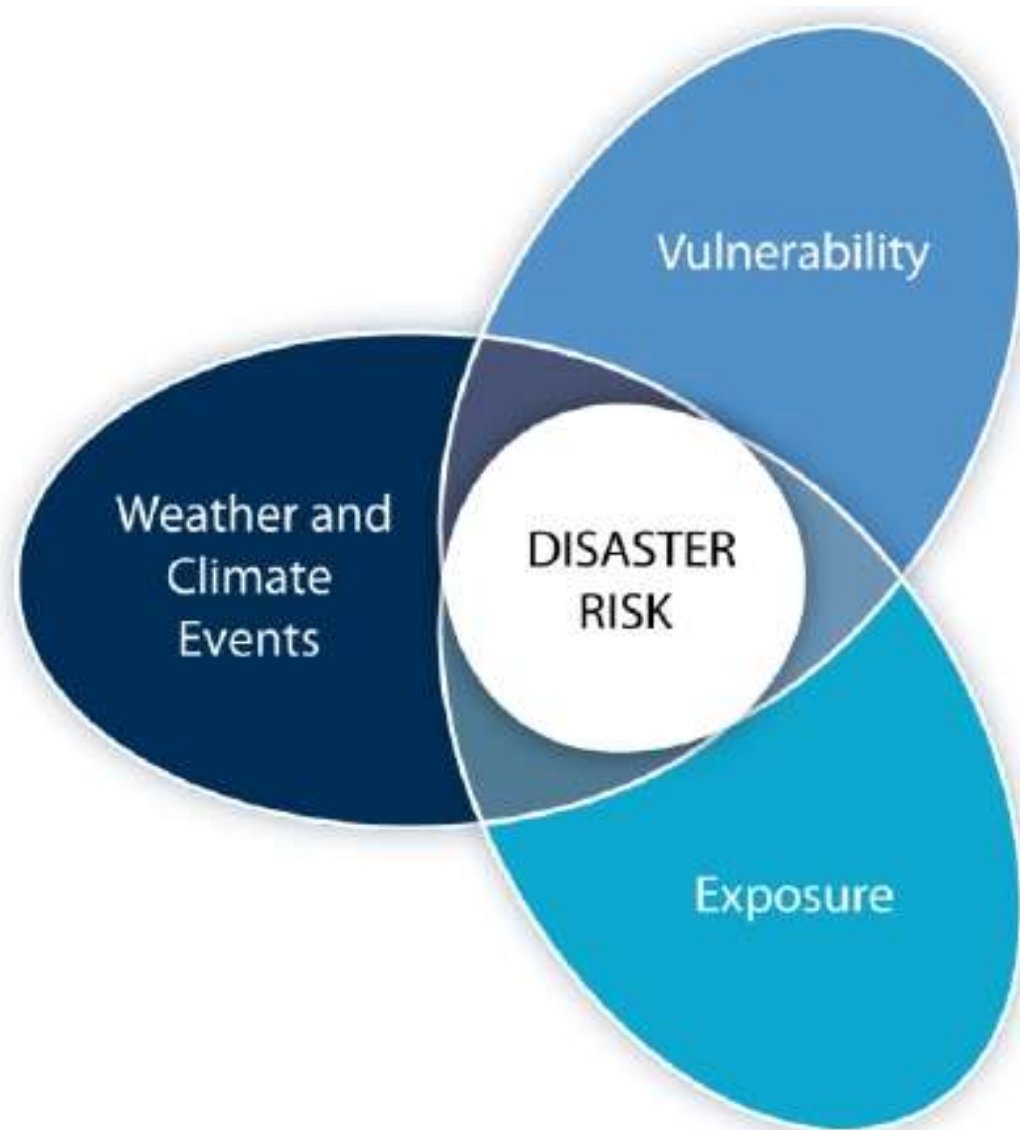 Vulnerability
Weather and
Climate
Events
DISASTER
RISK
Exposure